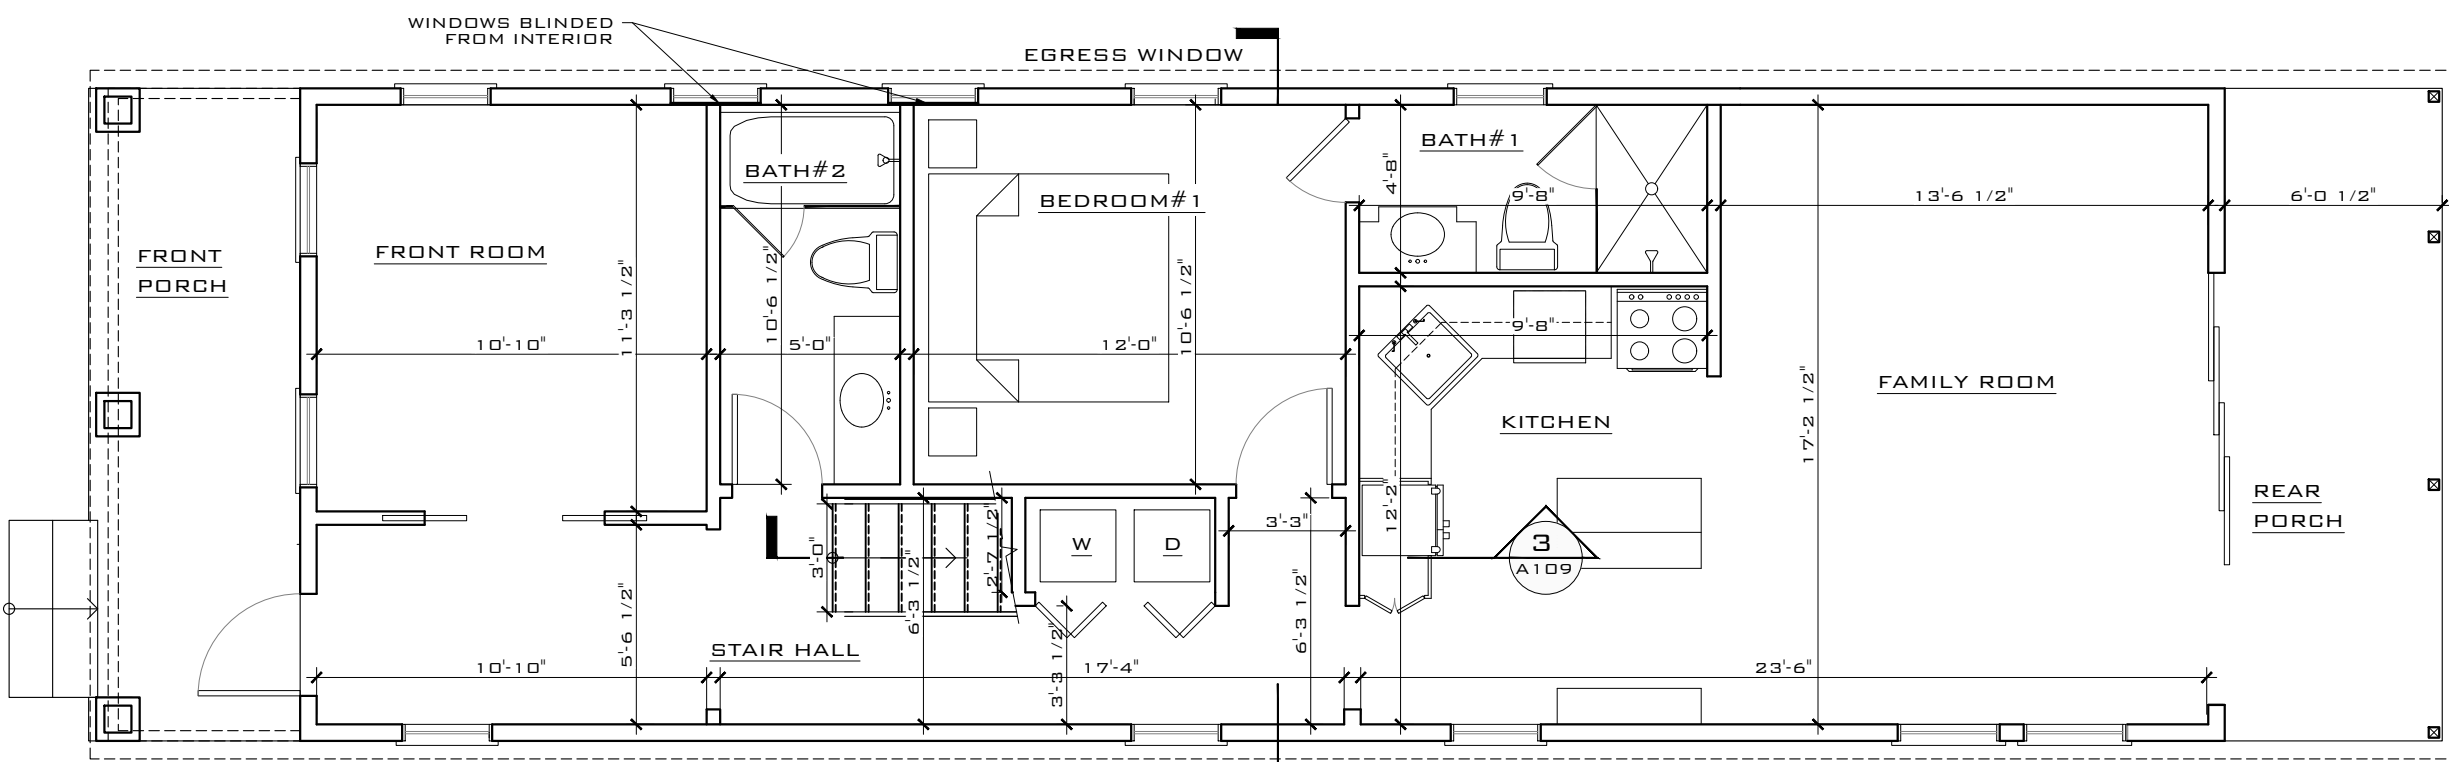 WINDOWS BLINDED
FROM INTERIOR
EGRESS WINDOW
BATH#2
BEDROOM#1
BATH#1
4'-8"
9'-8"
13'-6 1/2"
6'-0 1/2"
FRONT
PORCH
FRONT ROOM
11'-3 1/2"
10'-6 1/2"
10'-6 1/2"
10'-10"
5'-0"
12'-0"
9'-8"
FAMILY ROOM
17'-2 1/2"
KITCHEN
REAR
PORCH
12'-2"
3'-3"
W
D
3
A109
3'-0"
6'-3 1/2"
2'-7 1/2"
5'-6 1/2"
6'-3 1/2"
3'-3 1/2"
STAIR HALL
10'-10"
17'-4"
23'-6"